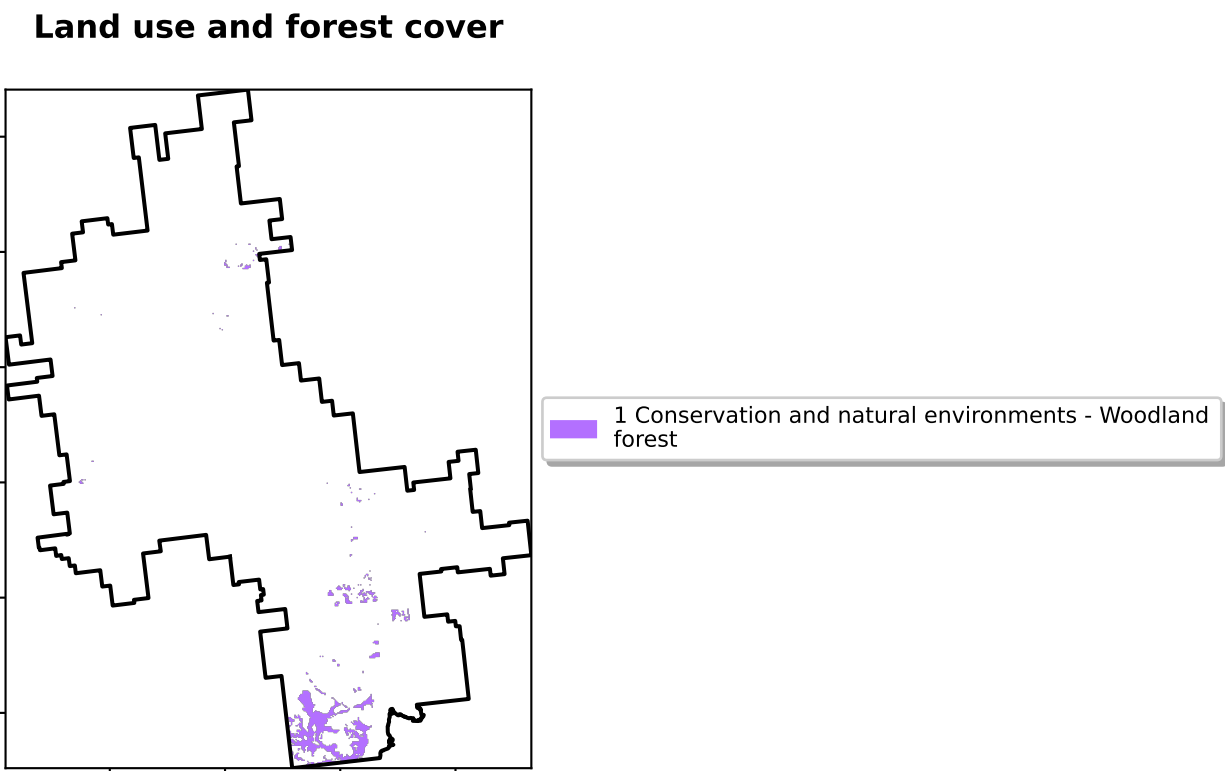 Land use and forest cover
1 Conservation and natural environments - Woodland
forest